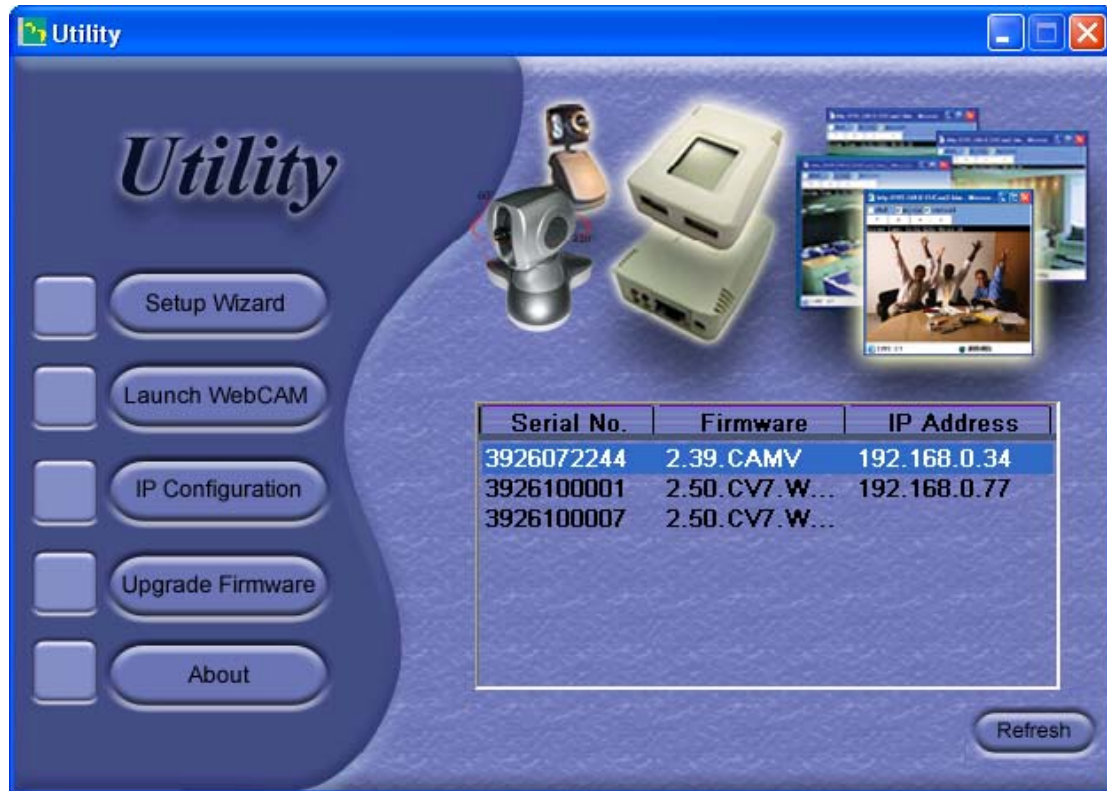 Utility
Utility
Setup Wizard
Launch WebCAM
IP Configuration
Upgrade Firmware
About
Serial No. Firmware IP Address
3926072244 2.39.CAMV 192.168.0.34
3926100001 2.50.CV7.W... 192.168.0.77
3926100007 2.50.CV7.W...
Refresh